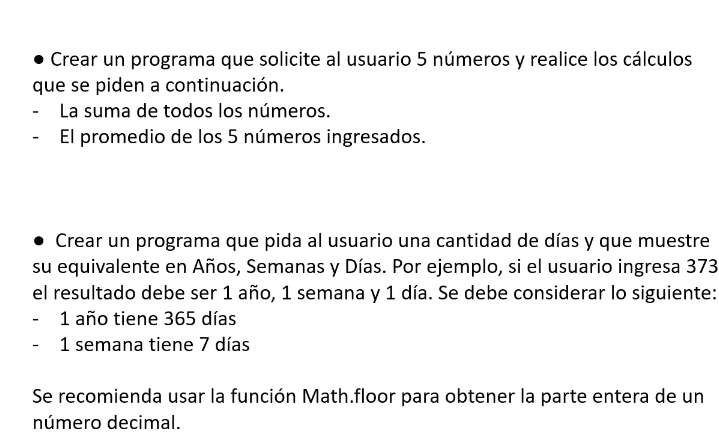 ● Crear un programa que solicite al usuario 5 números y realice los cálculos
que se piden a continuación.
- La suma de todos los números.
- El promedio de los 5 números ingresados.
● Crear un programa que pida al usuario una cantidad de días y que muestre
su equivalente en Años, Semanas y Días. Por ejemplo, si el usuario ingresa 373
el resultado debe ser 1 año, 1 semana y 1 día. Se debe considerar lo siguiente:
- 1 año tiene 365 días
- 1 semana tiene 7 días
Se recomienda usar la función Math.floor para obtener la parte entera de un
número decimal.